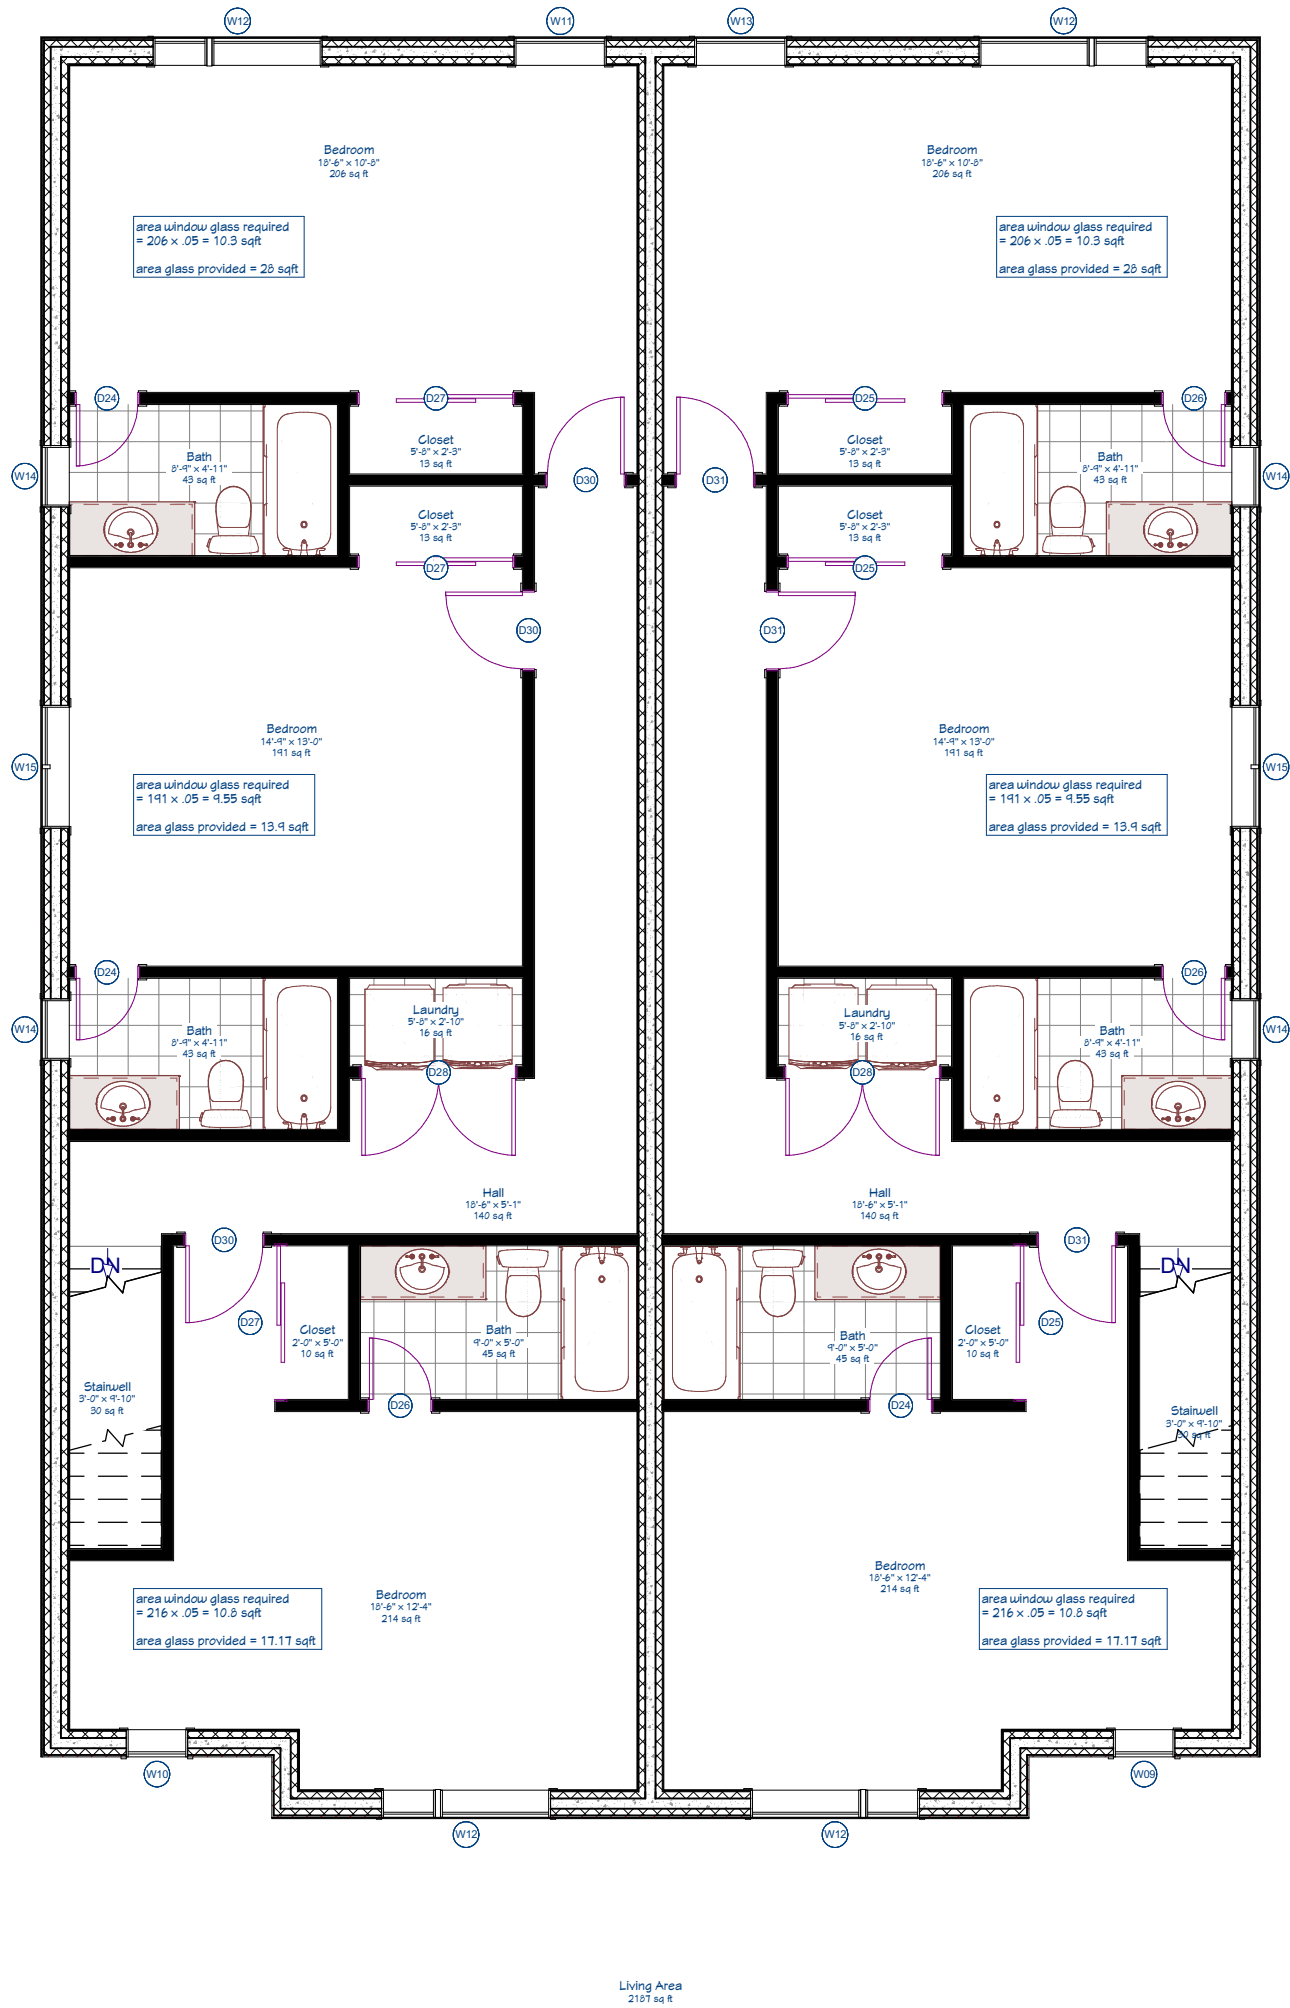 W12
W11
W13
W12
Bedroom
18'-6" x 10'-8"
206 sq ft
Bedroom
18'-6" x 10'-8"
206 sq ft
area window glass required
= 206 x .05 = 10.3 sqft
area glass provided = 28 sqft
area window glass required
= 206 x .05 = 10.3 sqft
area glass provided = 28 sqft
D24
D27
D25
D26
Closet
5'-8" x 2'-3"
13 sq ft
Closet
5'-8" x 2'-3"
13 sq ft
Bath
8'-9" x 4'-11"
43 sq ft
Bath
8'-9" x 4'-11"
43 sq ft
W14
D30
D31
W14
Closet
5'-8" x 2'-3"
13 sq ft
Closet
5'-8" x 2'-3"
13 sq ft
D27
D25
D30
D31
Bedroom
14'-9" x 13'-0"
191 sq ft
Bedroom
14'-9" x 13'-0"
191 sq ft
W15
W15
area window glass required
= 191 x .05 = 9.55 sqft
area glass provided = 13.9 sqft
area window glass required
= 191 x .05 = 9.55 sqft
area glass provided = 13.9 sqft
D24
D26
Laundry
5'-8" x 2'-10"
16 sq ft
Laundry
5'-8" x 2'-10"
16 sq ft
W14
Bath
8'-9" x 4'-11"
43 sq ft
Bath
8'-9" x 4'-11"
43 sq ft
W14
D28
D28
Hall
18'-6" x 5'-1"
140 sq ft
Hall
18'-6" x 5'-1"
140 sq ft
D30
D31
DN
DN
D27
D25
Closet
2'-0" x 5'-0"
10 sq ft
Bath
9'-0" x 5'-0"
45 sq ft
Bath
9'-0" x 5'-0"
45 sq ft
Closet
2'-0" x 5'-0"
10 sq ft
Stairwell
3'-0" x 9'-10"
30 sq ft
D26
D24
Stairwell
3'-0" x 9'-10"
30 sq ft
Bedroom
18'-6" x 12'-4"
214 sq ft
Bedroom
18'-6" x 12'-4"
214 sq ft
area window glass required
= 216 x .05 = 10.8 sqft
area glass provided = 17.17 sqft
area window glass required
= 216 x .05 = 10.8 sqft
area glass provided = 17.17 sqft
W10
W09
W12
W12
Living Area
2187 sq ft